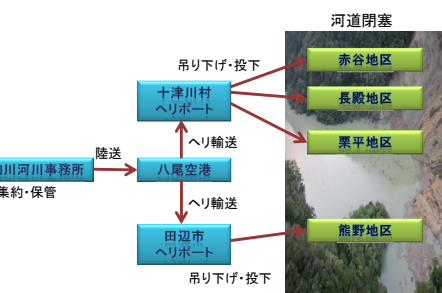 河道閉塞
吊り下げ・投下
赤谷地区
十津川村
ヘリポート
長殿地区
栗平地区
ヘリ輸送
陸送
川河川事務所
八尾空港
集約・保管
ヘリ輸送
田辺市
ヘリポート
熊野地区
吊り下げ・投下